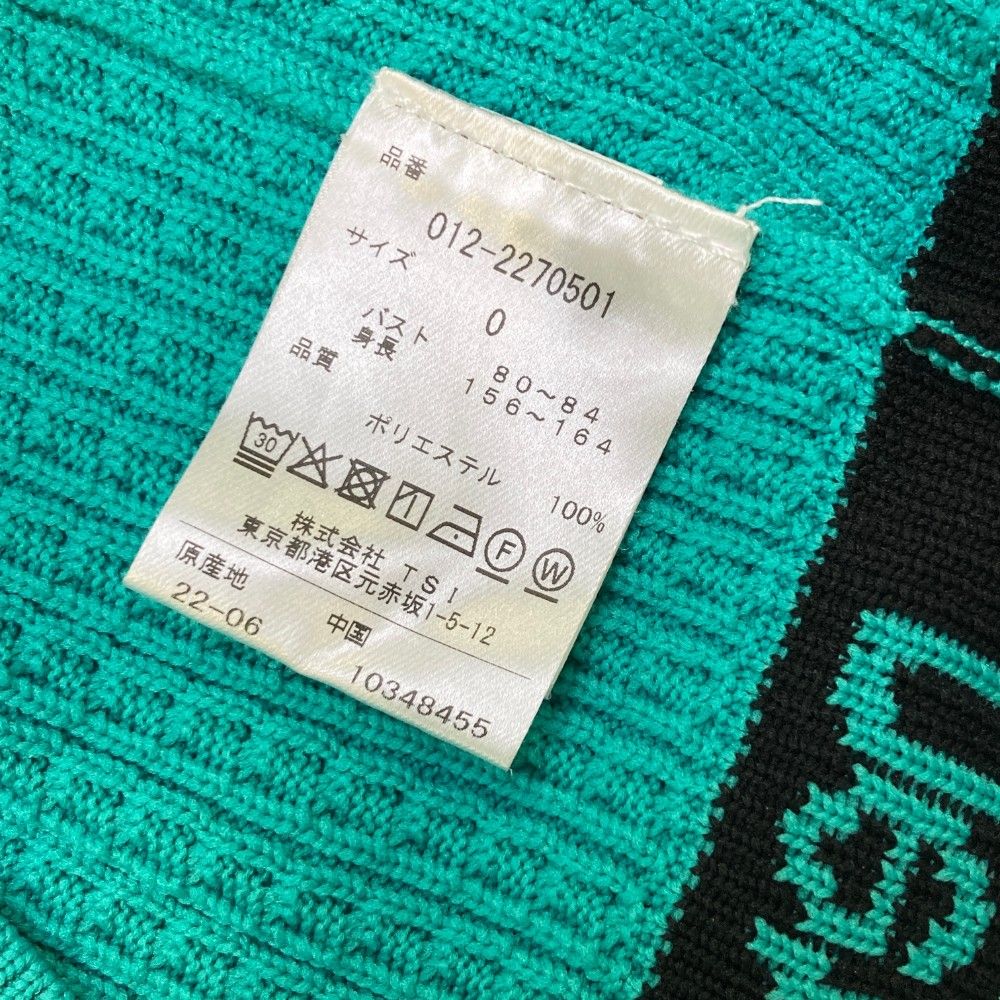 品番
012-2270501
サイズ
0
バスト 80～84
身長 156～164
品質
ポリエステル 100%
30
F W
株式会社 TSI
東京都港区元赤坂1-5-12
原産地 中国
22-06 10348455